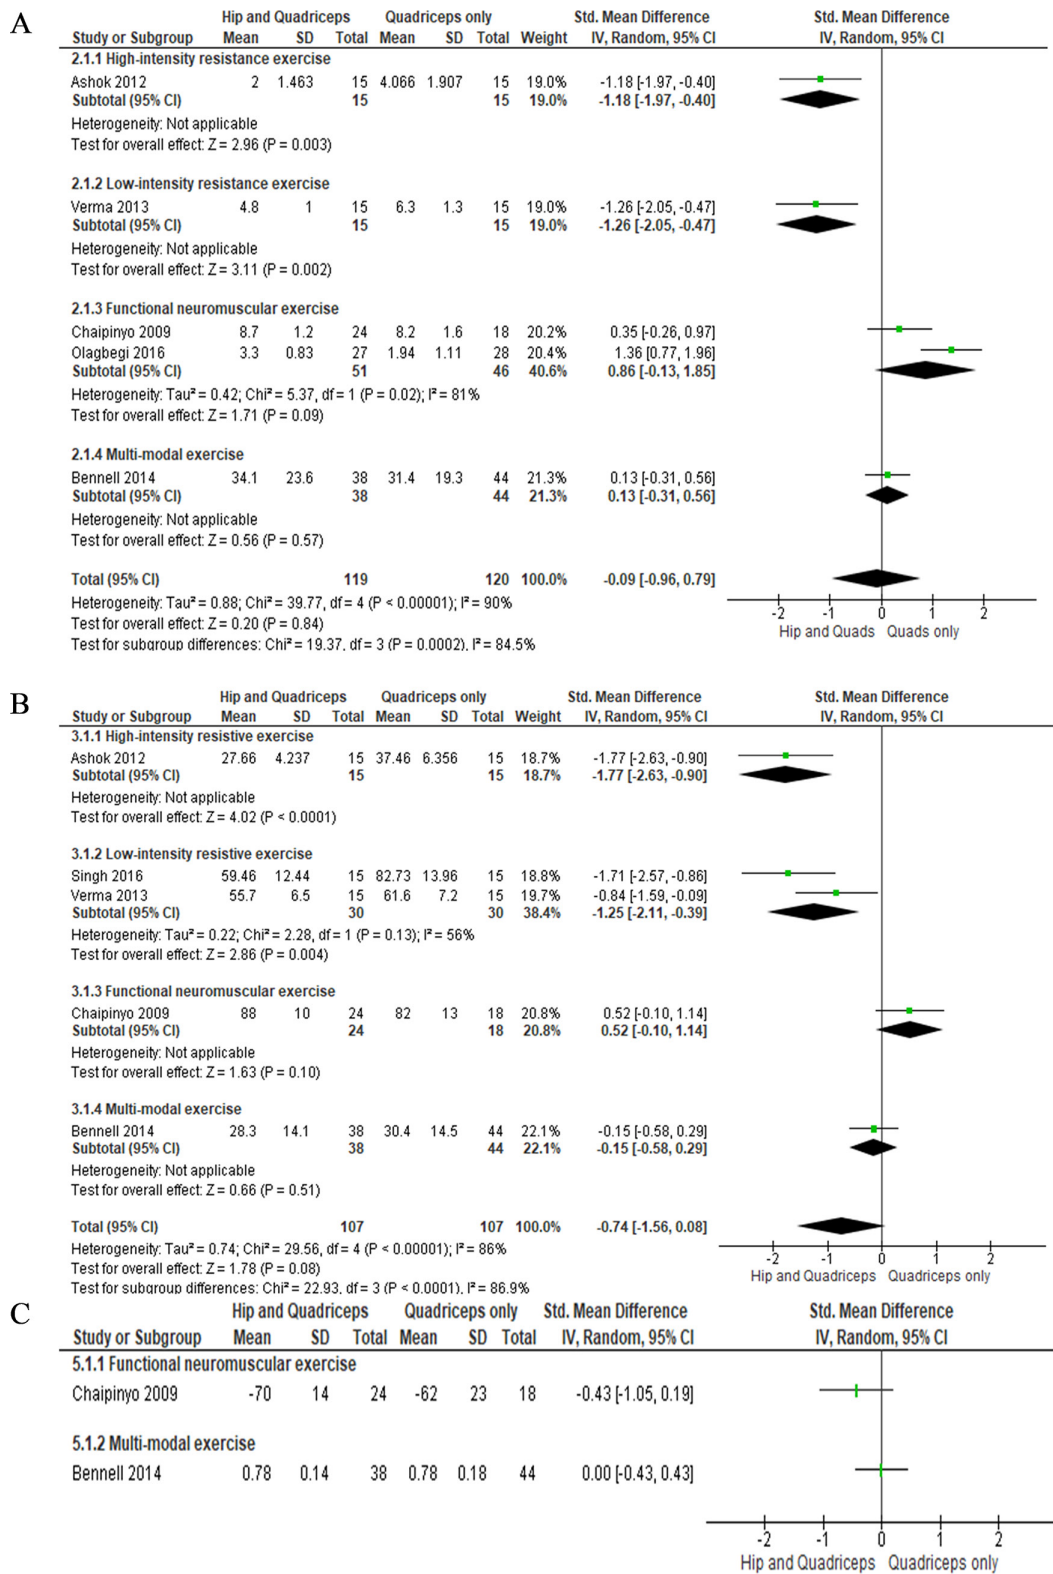 A
Hip and Quadriceps Quadriceps only Std. Mean Difference Std. Mean Difference
Study or Subgroup Mean SD Total Mean SD Total Weight IV, Random, 95% CI IV, Random, 95% CI
2.1.1 High-intensity resistance exercise
Ashok 2012 2 1.463 15 4.066 1.907 15 19.0% -1.18 [-1.97, -0.40]
Subtotal (95% CI) 15 15 19.0% -1.18 [-1.97, -0.40]
Heterogeneity: Not applicable
Test for overall effect: Z = 2.96 (P = 0.003)
2.1.2 Low-intensity resistance exercise
Verma 2013 4.8 1 15 6.3 1.3 15 19.0% -1.26 [-2.05, -0.47]
Subtotal (95% CI) 15 15 19.0% -1.26 [-2.05, -0.47]
Heterogeneity: Not applicable
Test for overall effect: Z = 3.11 (P = 0.002)
2.1.3 Functional neuromuscular exercise
Chaipinyo 2009 8.7 1.2 24 8.2 1.6 18 20.2% 0.35 [-0.26, 0.97]
Olagbegi 2016 3.3 0.83 27 1.94 1.11 28 20.4% 1.36 [0.77, 1.96]
Subtotal (95% CI) 51 46 40.6% 0.86 [-0.13, 1.85]
Heterogeneity: Tau² = 0.42; Chi² = 5.37, df = 1 (P = 0.02); I² = 81%
Test for overall effect: Z = 1.71 (P = 0.09)
2.1.4 Multi-modal exercise
Bennell 2014 34.1 23.6 38 31.4 19.3 44 21.3% 0.13 [-0.31, 0.56]
Subtotal (95% CI) 38 44 21.3% 0.13 [-0.31, 0.56]
Heterogeneity: Not applicable
Test for overall effect: Z = 0.56 (P = 0.57)
Total (95% CI) 119 120 100.0% -0.09 [-0.96, 0.79]
Heterogeneity: Tau² = 0.88; Chi² = 39.77, df = 4 (P < 0.00001); I² = 90%
Test for overall effect: Z = 0.20 (P = 0.84)
Test for subgroup differences: Chi² = 19.37, df = 3 (P = 0.0002), I² = 84.5%
-2 -1 0 1 2
Hip and Quads Quads only
B
Hip and Quadriceps Quadriceps only Std. Mean Difference Std. Mean Difference
Study or Subgroup Mean SD Total Mean SD Total Weight IV, Random, 95% CI IV, Random, 95% CI
3.1.1 High-intensity resistive exercise
Ashok 2012 27.66 4.237 15 37.46 6.356 15 18.7% -1.77 [-2.63, -0.90]
Subtotal (95% CI) 15 15 18.7% -1.77 [-2.63, -0.90]
Heterogeneity: Not applicable
Test for overall effect: Z = 4.02 (P < 0.0001)
3.1.2 Low-intensity resistive exercise
Singh 2016 59.46 12.44 15 82.73 13.96 15 18.8% -1.71 [-2.57, -0.86]
Verma 2013 55.7 6.5 15 61.6 7.2 15 19.7% -0.84 [-1.59, -0.09]
Subtotal (95% CI) 30 30 38.4% -1.25 [-2.11, -0.39]
Heterogeneity: Tau² = 0.22; Chi² = 2.28, df = 1 (P = 0.13); I² = 56%
Test for overall effect: Z = 2.86 (P = 0.004)
3.1.3 Functional neuromuscular exercise
Chaipinyo 2009 88 10 24 82 13 18 20.8% 0.52 [-0.10, 1.14]
Subtotal (95% CI) 24 18 20.8% 0.52 [-0.10, 1.14]
Heterogeneity: Not applicable
Test for overall effect: Z = 1.63 (P = 0.10)
3.1.4 Multi-modal exercise
Bennell 2014 28.3 14.1 38 30.4 14.5 44 22.1% -0.15 [-0.58, 0.29]
Subtotal (95% CI) 38 44 22.1% -0.15 [-0.58, 0.29]
Heterogeneity: Not applicable
Test for overall effect: Z = 0.66 (P = 0.51)
Total (95% CI) 107 107 100.0% -0.74 [-1.56, 0.08]
Heterogeneity: Tau² = 0.74; Chi² = 29.56, df = 4 (P < 0.00001); I² = 86%
Test for overall effect: Z = 1.78 (P = 0.08)
Test for subgroup differences: Chi² = 22.93, df = 3 (P < 0.0001), I² = 86.9%
-2 -1 0 1 2
Hip and Quadriceps Quadriceps only
C
Hip and Quadriceps Quadriceps only Std. Mean Difference Std. Mean Difference
Study or Subgroup Mean SD Total Mean SD Total IV, Random, 95% CI IV, Random, 95% CI
5.1.1 Functional neuromuscular exercise
Chaipinyo 2009 -70 14 24 -62 23 18 -0.43 [-1.05, 0.19]
5.1.2 Multi-modal exercise
Bennell 2014 0.78 0.14 38 0.78 0.18 44 0.00 [-0.43, 0.43]
-2 -1 0 1 2
Hip and Quadriceps Quadriceps only